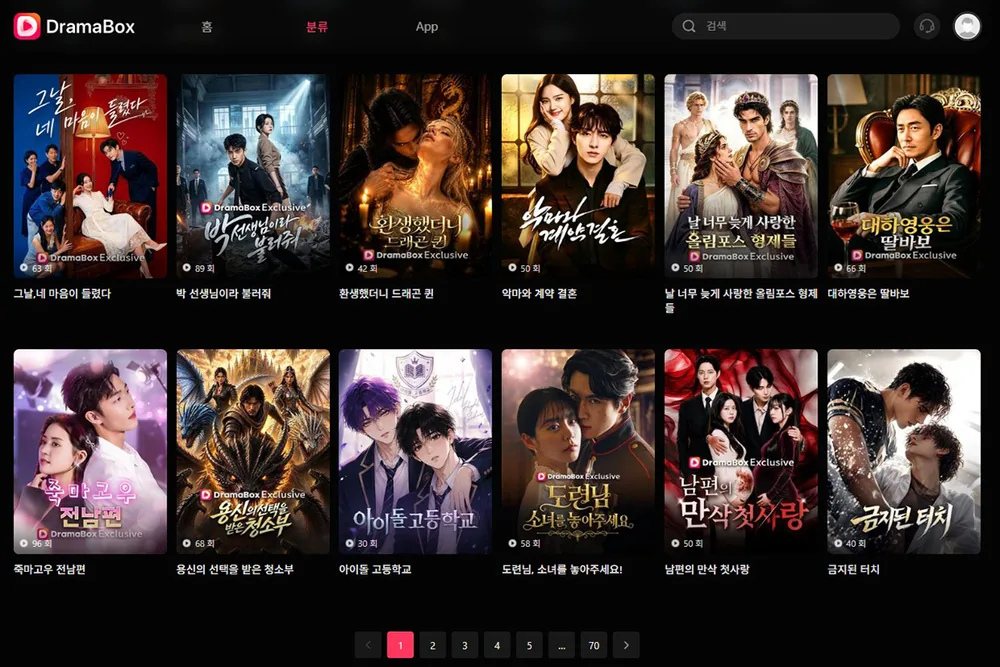 DramaBox
홈
분류
App
검색
그날,
네 마음이 들렸다
DramaBox Exclusive
63 회
DramaBox Exclusive
박선생님이라
불러줘
89 회
환생했더니
드래곤 퀸
DramaBox Exclusive
42 회
악마와
계약결혼
50 회
날 너무 늦게 사랑한
올림포스 형제들
DramaBox Exclusive
50 회
대하영웅은
딸바보
DramaBox Exclusive
66 회
그날,네 마음이 들렸다
박 선생님이라 불러줘
환생했더니 드래곤 퀸
악마와 계약 결혼
날 너무 늦게 사랑한 올림포스 형제
들
대하영웅은 딸바보
죽마고우
전남편
DramaBox Exclusive
96 회
DramaBox Exclusive
용신의 선택을
받은 청소부
68 회
아이돌고등학교
30 회
DramaBox Exclusive
도련님
소녀를 놓아주세요
58 회
DramaBox Exclusive
남편의
만삭 첫사랑
50 회
금지된 터치
40 회
죽마고우 전남편
용신의 선택을 받은 청소부
아이돌 고등학교
도련님, 소녀를 놓아주세요!
남편의 만삭 첫사랑
금지된 터치
1 2 3 4 5 ... 70